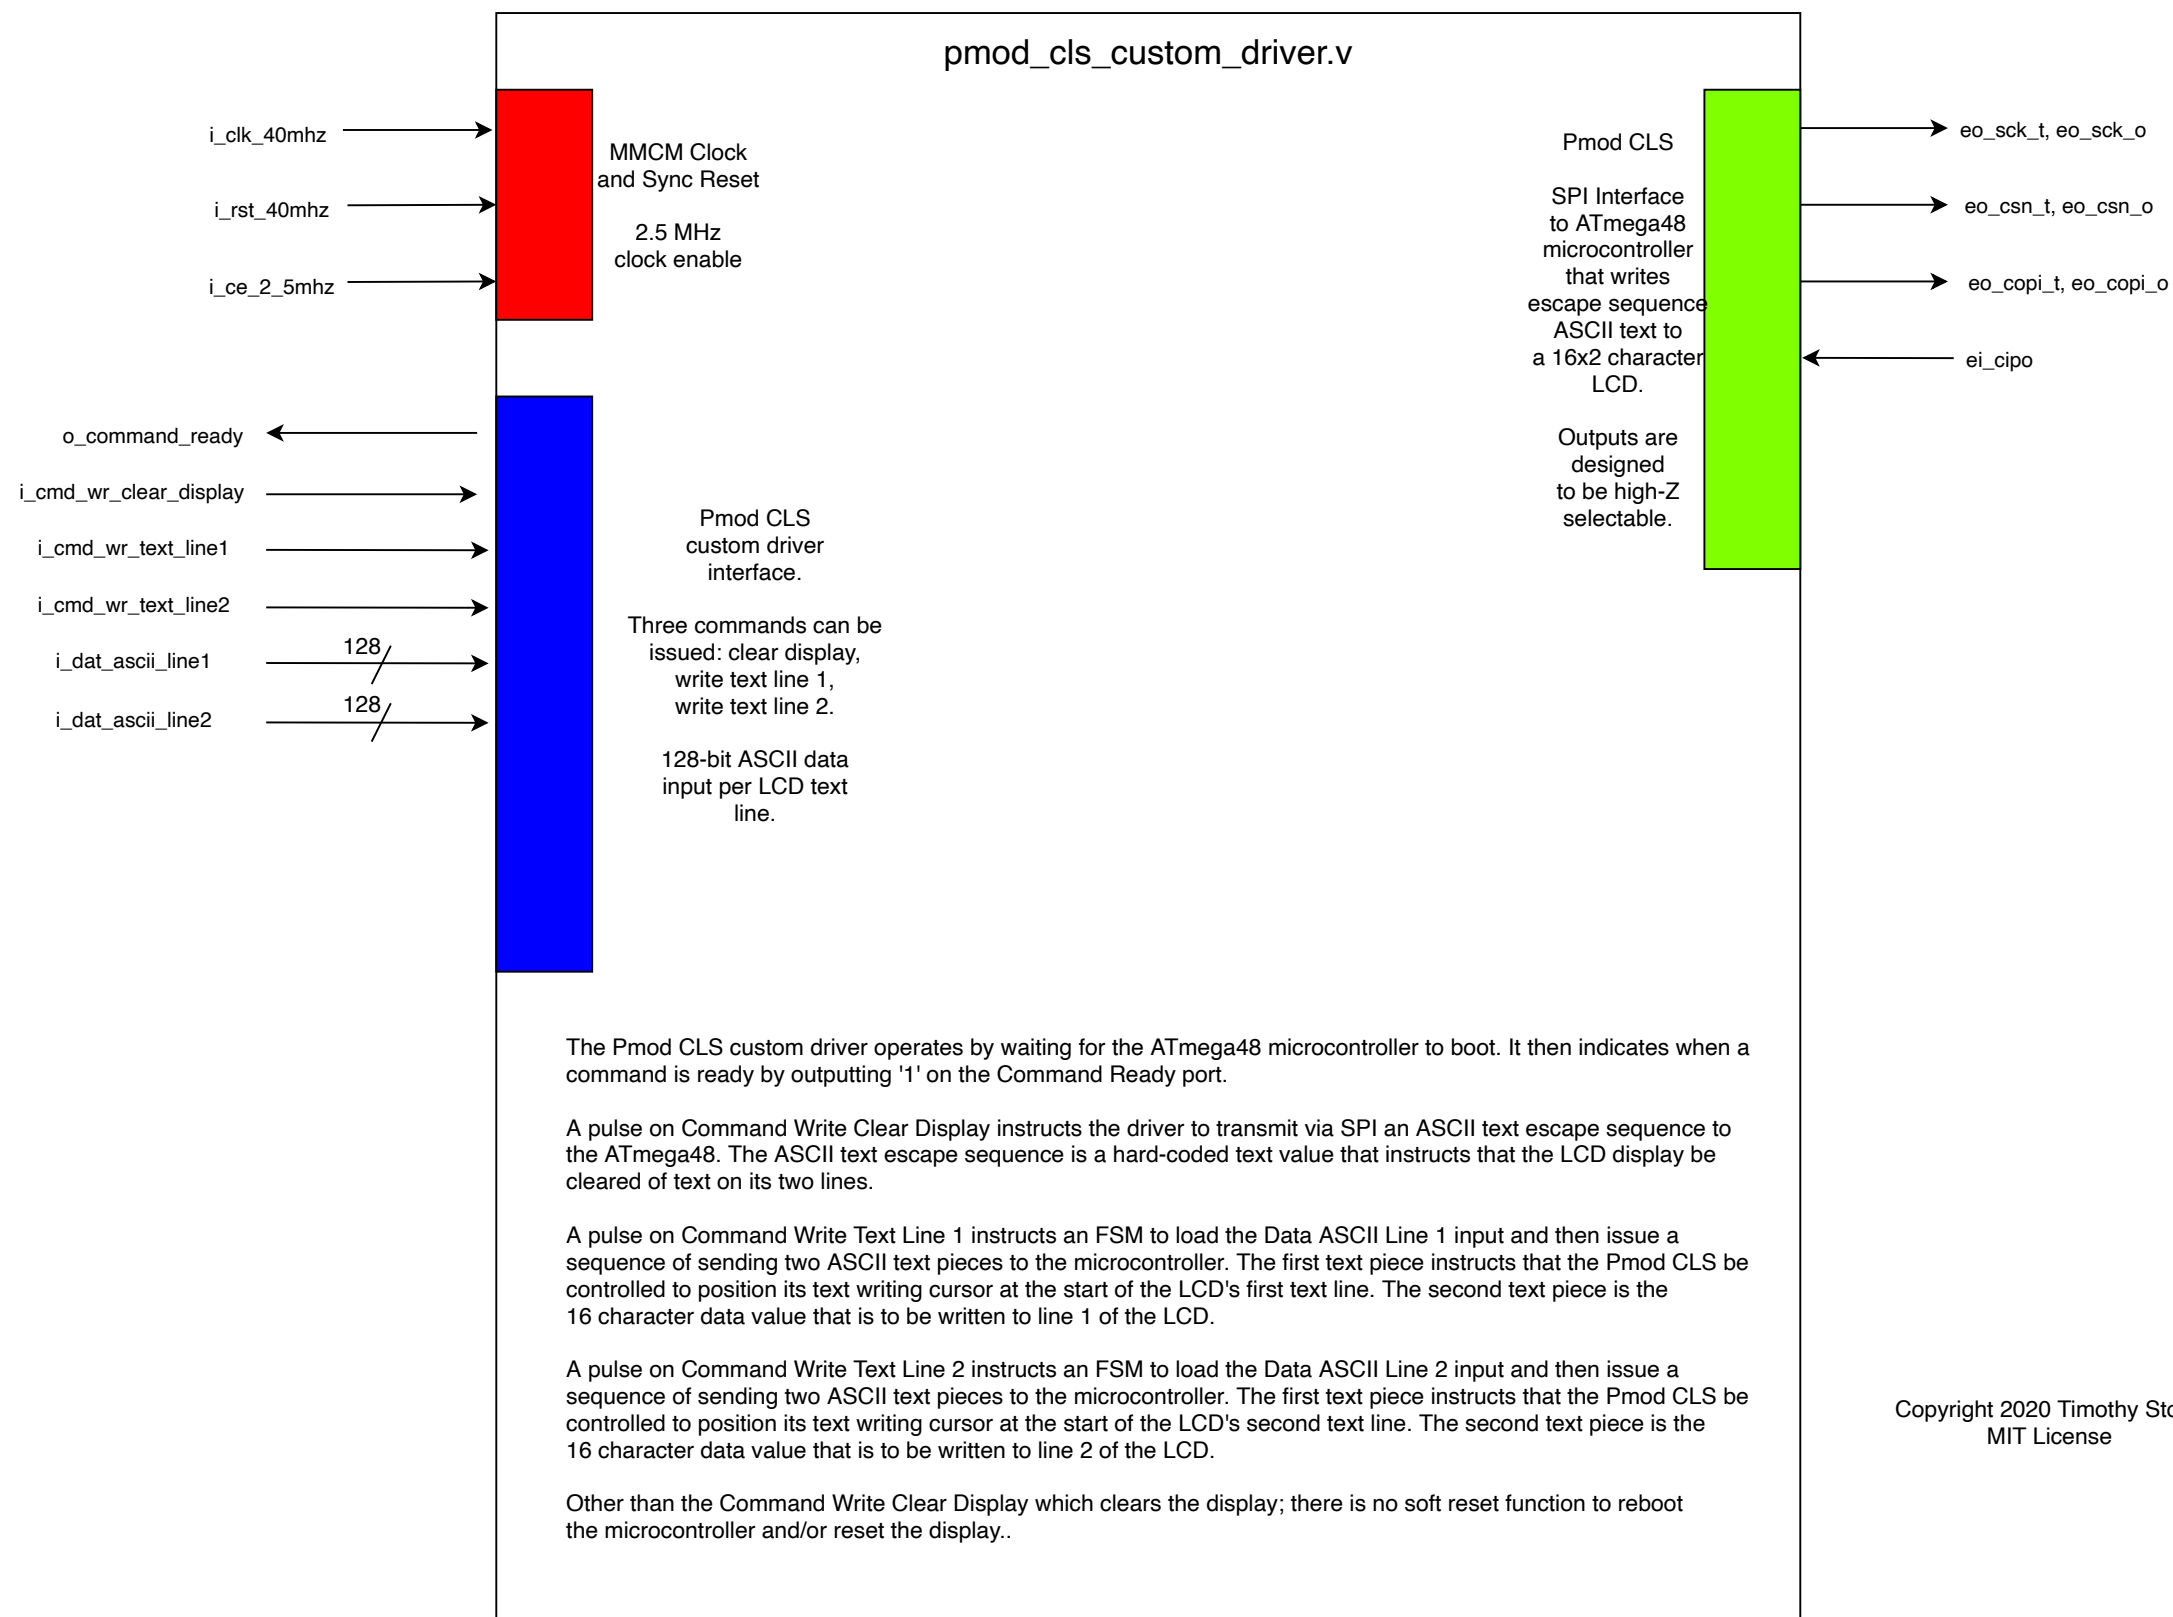 pmod_cls_custom_driver.v
i_clk_40mhz
i_rst_40mhz
i_ce_2_5mhz
MMCM Clock
and Sync Reset
2.5 MHz
clock enable
o_command_ready
i_cmd_wr_clear_display
i_cmd_wr_text_line1
i_cmd_wr_text_line2
i_dat_ascii_line1
128
i_dat_ascii_line2
128
Pmod CLS
custom driver
interface.
Three commands can be
issued: clear display,
write text line 1,
write text line 2.
128-bit ASCII data
input per LCD text
line.
Pmod CLS
SPI Interface
to ATmega48
microcontroller
that writes
escape sequence
ASCII text to
a 16x2 character
LCD.
Outputs are
designed
to be high-Z
selectable.
eo_sck_t, eo_sck_o
eo_csn_t, eo_csn_o
eo_copi_t, eo_copi_o
ei_cipo
The Pmod CLS custom driver operates by waiting for the ATmega48 microcontroller to boot. It then indicates when a
command is ready by outputting '1' on the Command Ready port.
A pulse on Command Write Clear Display instructs the driver to transmit via SPI an ASCII text escape sequence to
the ATmega48. The ASCII text escape sequence is a hard-coded text value that instructs that the LCD display be
cleared of text on its two lines.
A pulse on Command Write Text Line 1 instructs an FSM to load the Data ASCII Line 1 input and then issue a
sequence of sending two ASCII text pieces to the microcontroller. The first text piece instructs that the Pmod CLS be
controlled to position its text writing cursor at the start of the LCD's first text line. The second text piece is the
16 character data value that is to be written to line 1 of the LCD.
A pulse on Command Write Text Line 2 instructs an FSM to load the Data ASCII Line 2 input and then issue a
sequence of sending two ASCII text pieces to the microcontroller. The first text piece instructs that the Pmod CLS be
controlled to position its text writing cursor at the start of the LCD's second text line. The second text piece is the
16 character data value that is to be written to line 2 of the LCD.
Other than the Command Write Clear Display which clears the display; there is no soft reset function to reboot
the microcontroller and/or reset the display..
Copyright 2020 Timothy
MIT License